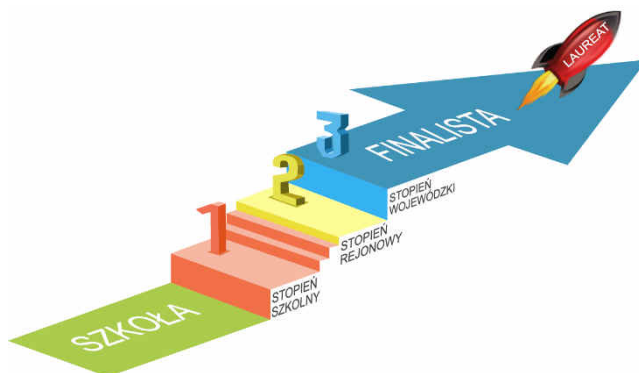 SZKOŁA
1
STOPIEŃ
SZKOLNY
2
STOPIEŃ
REJONOWY
3
STOPIEŃ
WOJEWÓDZKI
FINALISTA
LAUREAT